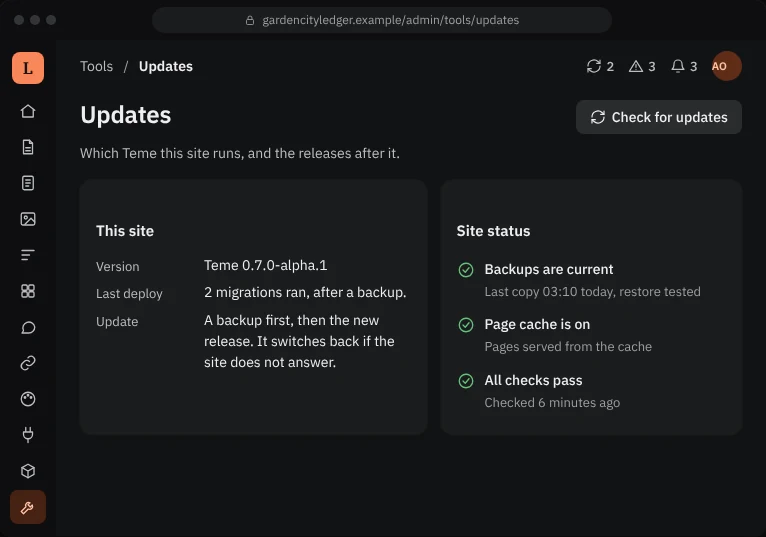 gardencityledger.example/admin/tools/updates
L
Tools / Updates
2 3 3 AO
Updates
Check for updates
Which Teme this site runs, and the releases after it.
This site
Version Teme 0.7.0-alpha.1
Last deploy 2 migrations ran, after a backup.
Update A backup first, then the new
release. It switches back if the
site does not answer.
Site status
Backups are current
Last copy 03:10 today, restore tested
Page cache is on
Pages served from the cache
All checks pass
Checked 6 minutes ago